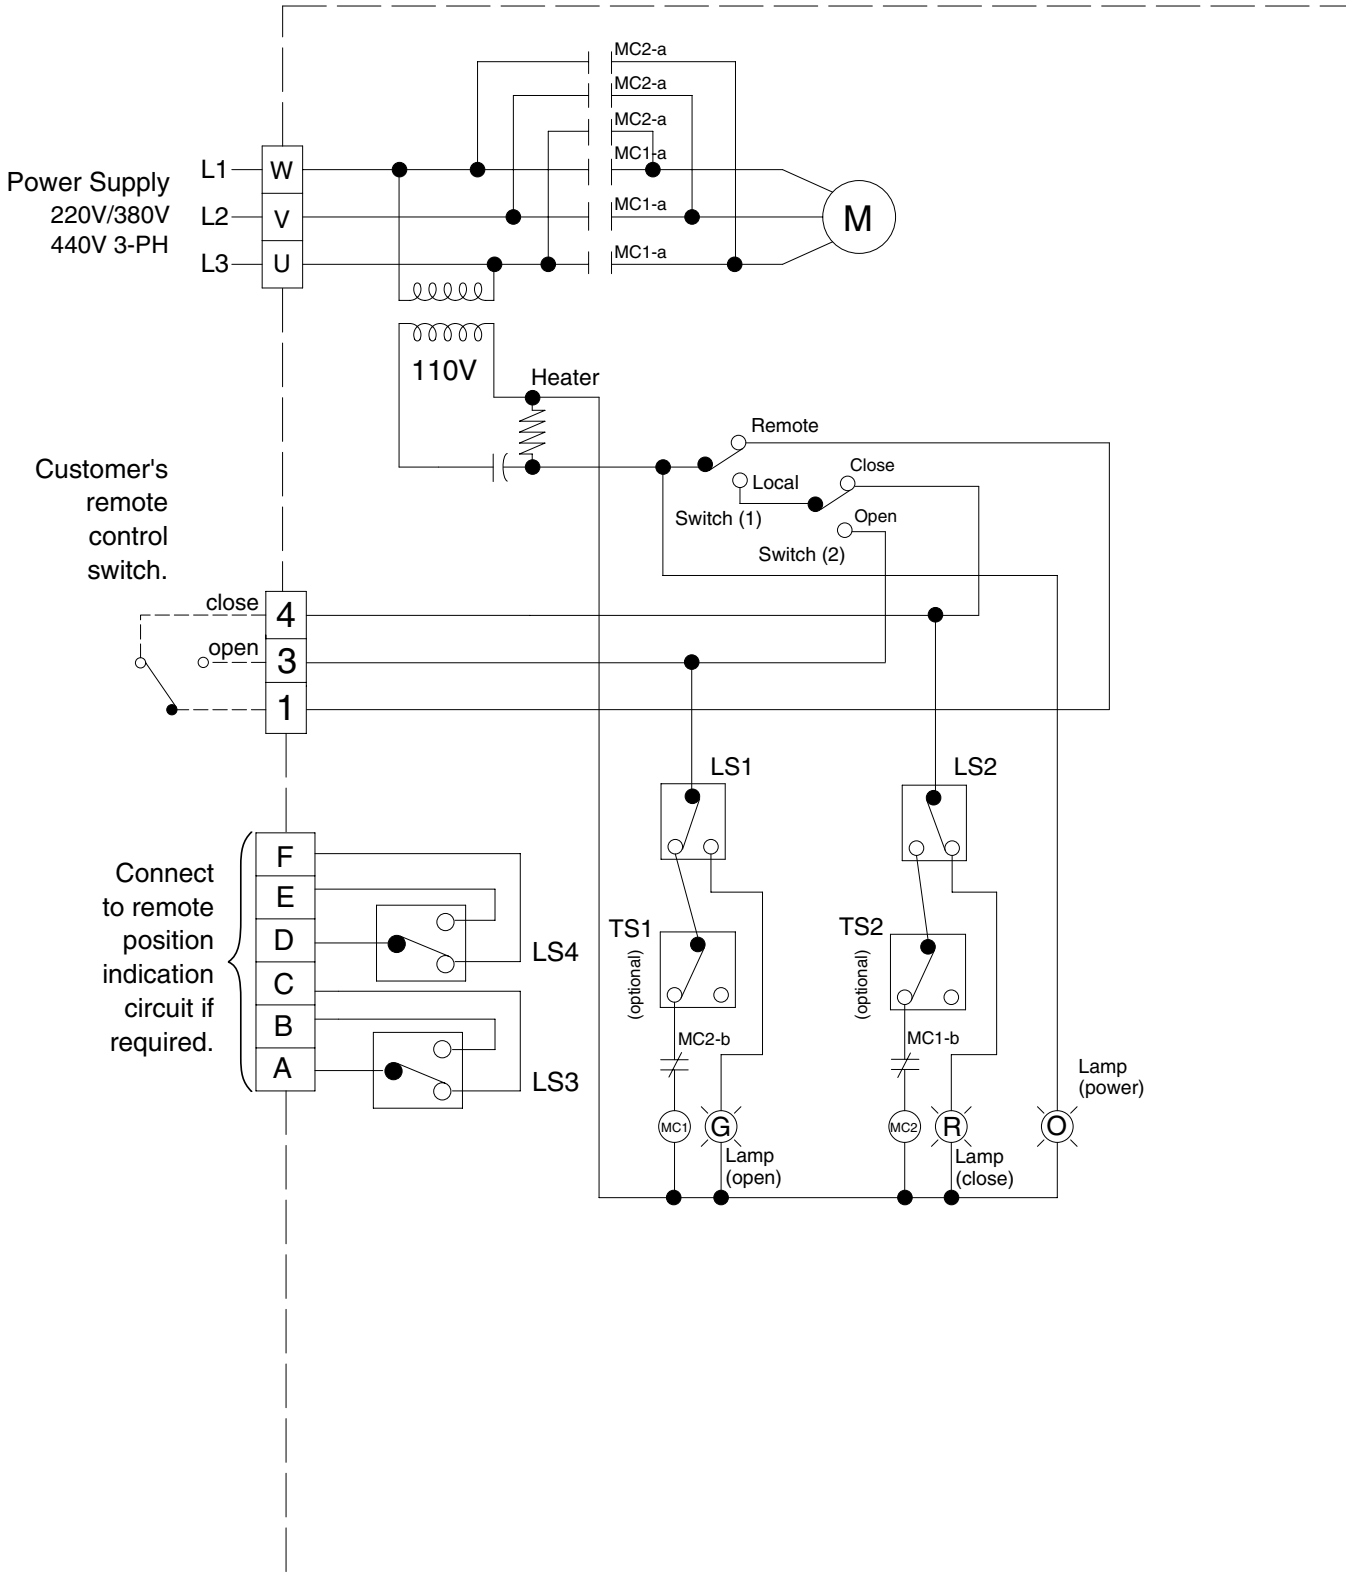 MC2-a
MC2-a
MC2-a
MC1-a
MC1-a
MC1-a
Power Supply
220V/380V
440V 3-PH
L1
L2
L3
W
V
U
M
110V
Heater
Remote
Local
Switch (1)
Close
Open
Switch (2)
Customer's
remote
control
switch.
close
open
4
3
1
LS1
LS2
Connect
to remote
position
indication
circuit if
required.
F
E
D
C
B
A
LS4
LS3
TS1
(optional)
TS2
(optional)
MC2-b
MC1-b
MC1
G
Lamp
(open)
MC2
R
Lamp
(close)
Lamp
(power)
O